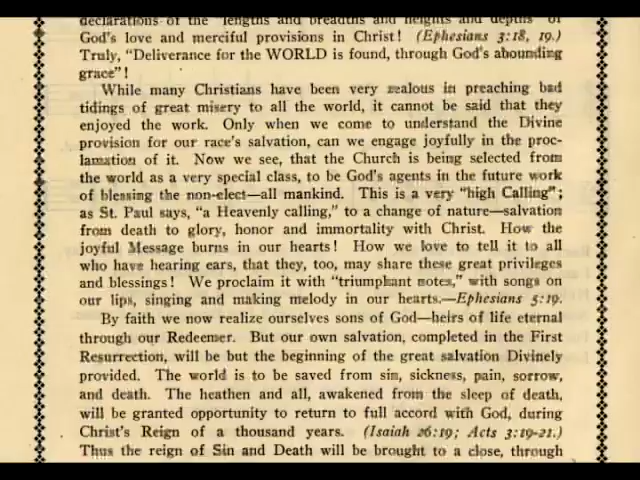 declarations of the lengths and breadths and heights and depths of
God's love and merciful provisions in Christ! (Ephesians 3:18, 19.)
Truly, "Deliverance for the WORLD is found, through God's abounding
grace"!
While many Christians have been very zealous in preaching bad
tidings of great misery to all the world, it cannot be said that they
enjoyed the work. Only when we come to understand the Divine
provision for our race's salvation, can we engage joyfully in the proc-
lamation of it. Now we see, that the Church is being selected from
the world as a very special class, to be God's agents in the future work
of blessing the non-elect—all mankind. This is a very "high Calling";
as St. Paul says, "a Heavenly calling," to a change of nature—salvation
from death to glory, honor and immortality with Christ. How the
joyful Message burns in our hearts! How we love to tell it to all
who have hearing ears, that they, too, may share these great privileges
and blessings! We proclaim it with "triumphant notes," with songs on
our lips, singing and making melody in our hearts.—Ephesians 5:19.
By faith we now realize ourselves sons of God—heirs of life eternal
through our Redeemer. But our own salvation, completed in the First
Resurrection, will be but the beginning of the great salvation Divinely
provided. The world is to be saved from sin, sickness, pain, sorrow,
and death. The heathen and all, awakened from the sleep of death,
will be granted opportunity to return to full accord with God, during
Christ's Reign of a thousand years. (Isaiah 26:19; Acts 3:19-21.)
Thus the reign of Sin and Death will be brought to a close, through